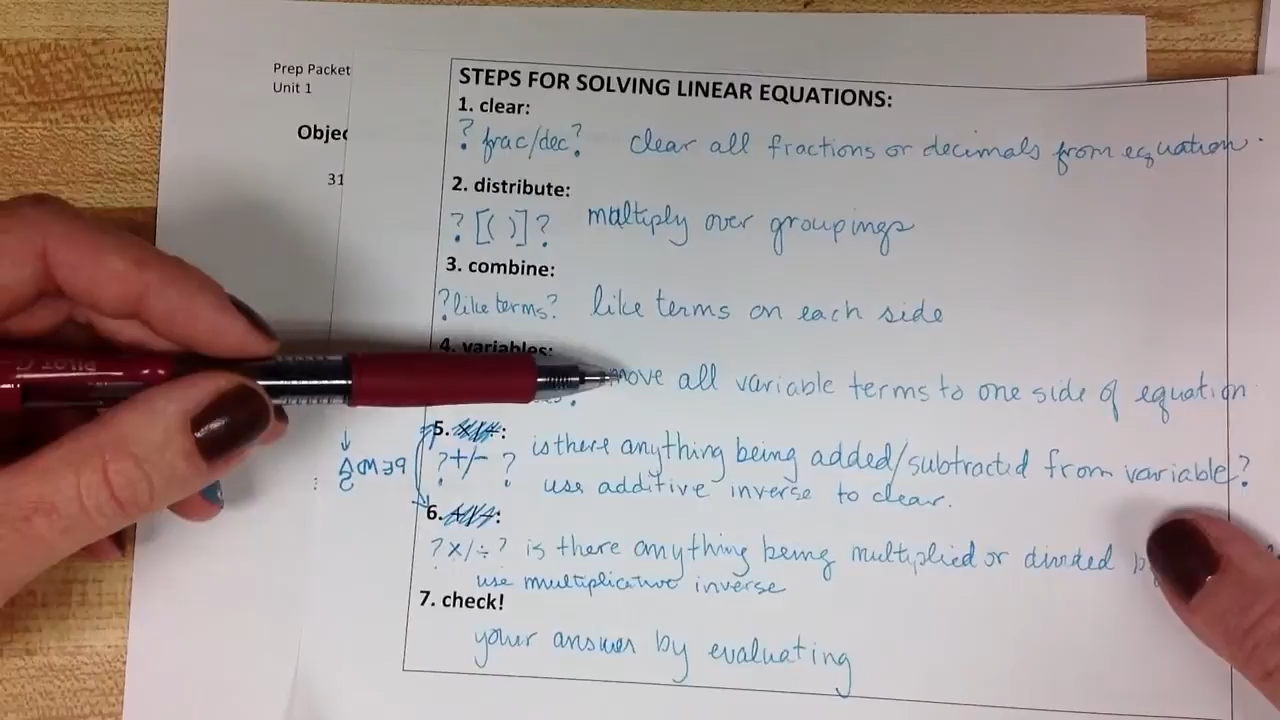 Prep Packet
Unit 1
Objec
31
STEPS FOR SOLVING LINEAR EQUATIONS:
1. clear:
? frac/dec? clear all fractions or decimals from equation.
2. distribute:
? [( )] ? multiply over groupings
3. combine:
? like terms? like terms on each side
4. variables:
move all variable terms to one side of equation
5. :
? +/- ? is there anything being added/subtracted from variable?
use additive inverse to clear.
6. :
? x/÷ ? is there anything being multiplied or divided
use multiplicative inverse
7. check!
your answer by evaluating
PILOT G